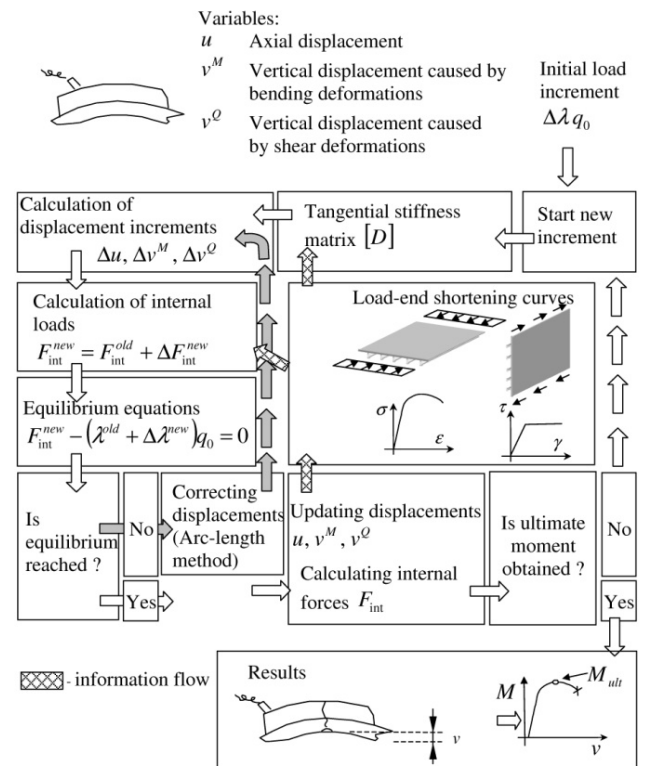 Variables:
u Axial displacement
v^M Vertical displacement caused by
bending deformations
v^Q Vertical displacement caused
by shear deformations
Initial load
increment
Δλ q₀
Calculation of
displacement increments
Δu, Δv^M, Δv^Q
Tangential stiffness
matrix [D]
Start new
increment
Calculation of internal
loads
F_int^new = F_int^old + ΔF_int^new
Load-end shortening curves
σ
ε
τ
γ
Equilibrium equations
F_int^new − (λ^old + Δλ^new)q₀ = 0
Is
equilibrium
reached ?
No
Yes
Correcting
displacements
(Arc-length
method)
Updating displacements
u, v^M, v^Q
Calculating internal
forces F_int
Is ultimate
moment
obtained ?
No
Yes
- information flow
Results
v
M
M_ult
v